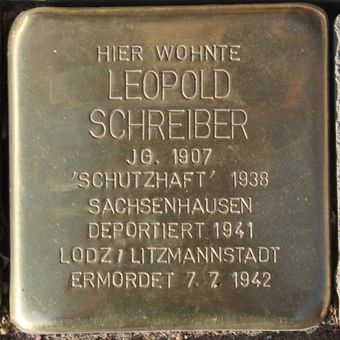 HIER WOHNTE
LEOPOLD
SCHREIBER
JG. 1907
'SCHUTZHAFT' 1938
SACHSENHAUSEN
DEPORTIERT 1941
LODZ/LITZMANNSTADT
ERMORDET 7. 7. 1942